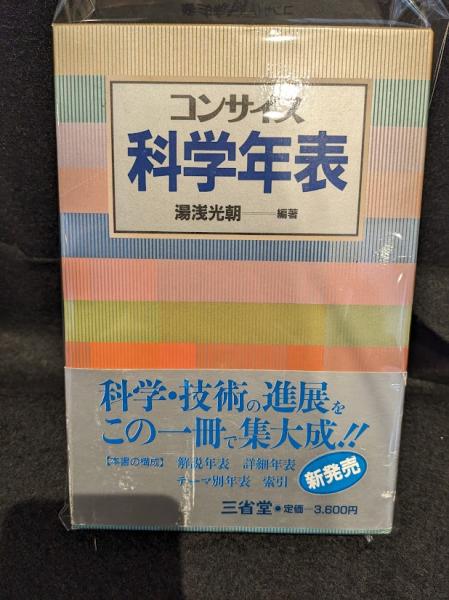 コンサイス
科学年表
湯浅光朝――編著
科学・技術の進展を
この一冊で集大成!!
【本書の構成】 解説年表 詳細年表
テーマ別年表 索引
新発売
三省堂・定価―3,600円